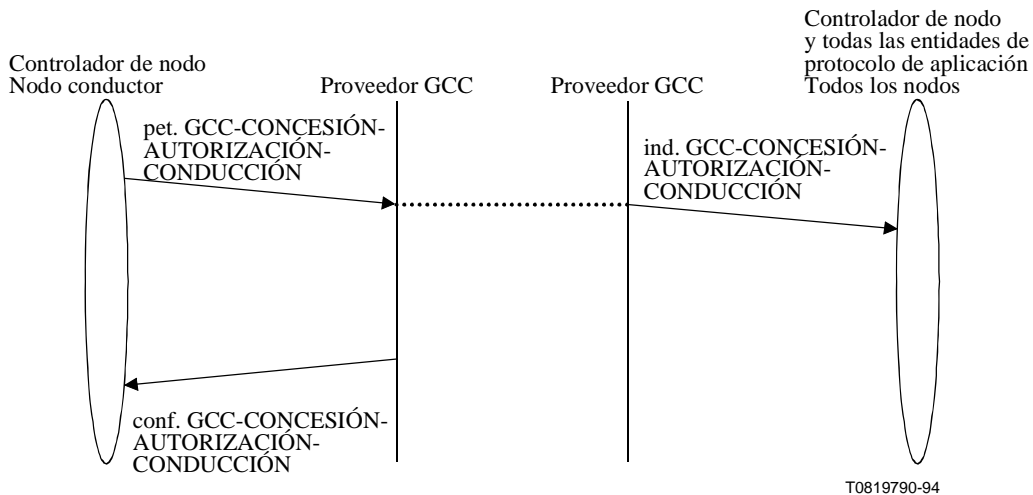 Controlador de nodo
Nodo conductor
Proveedor GCC
Proveedor GCC
Controlador de nodo
y todas las entidades de
protocolo de aplicación
Todos los nodos
pet. GCC-CONCESIÓN-
AUTORIZACIÓN-
CONDUCCIÓN
ind. GCC-CONCESIÓN-
AUTORIZACIÓN-
CONDUCCIÓN
conf. GCC-CONCESIÓN-
AUTORIZACIÓN-
CONDUCCIÓN
T0819790-94